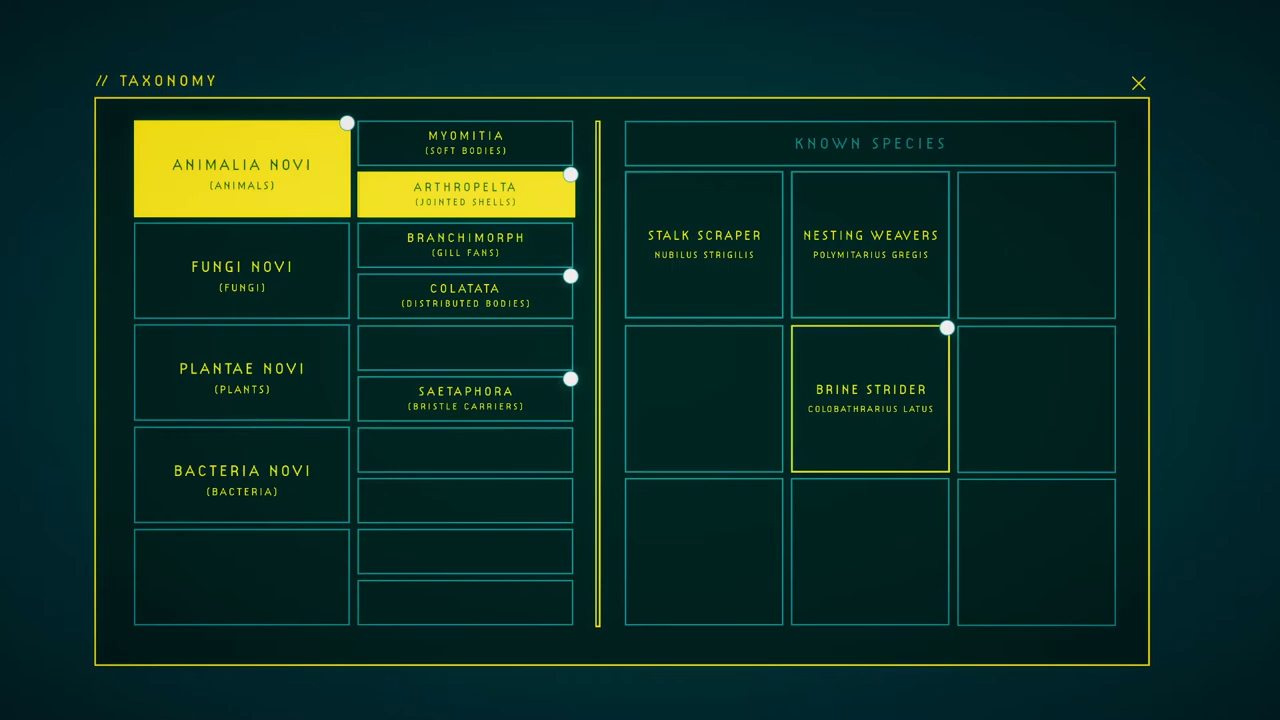 // TAXONOMY
ANIMALIA NOVI
(ANIMALS)
FUNGI NOVI
(FUNGI)
PLANTAE NOVI
(PLANTS)
BACTERIA NOVI
(BACTERIA)
MYOMITIA
(SOFT BODIES)
ARTHROPELTA
(JOINTED SHELLS)
BRANCHIMORPH
(GILL FANS)
COLATATA
(DISTRIBUTED BODIES)
SAETAPHORA
(BRISTLE CARRIERS)
KNOWN SPECIES
STALK SCRAPER
NUBILUS STRIGILIS
NESTING WEAVERS
POLYMITARIUS GREGIS
BRINE STRIDER
COLOBATHRARIUS LATUS